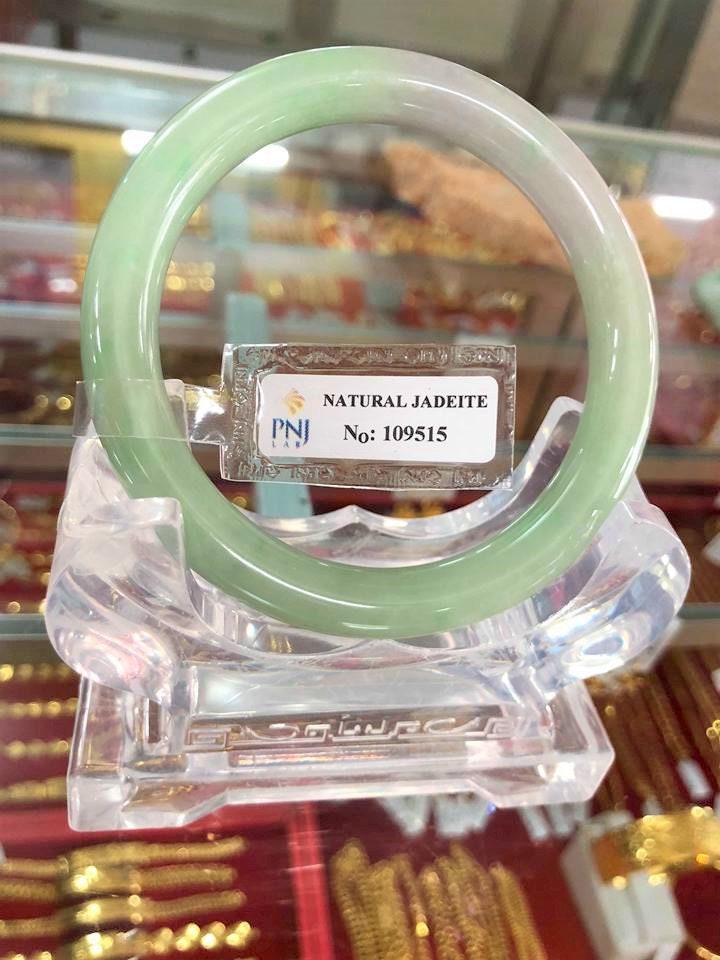 NATURAL JADEITE
PNJ
LAB
No: 109515